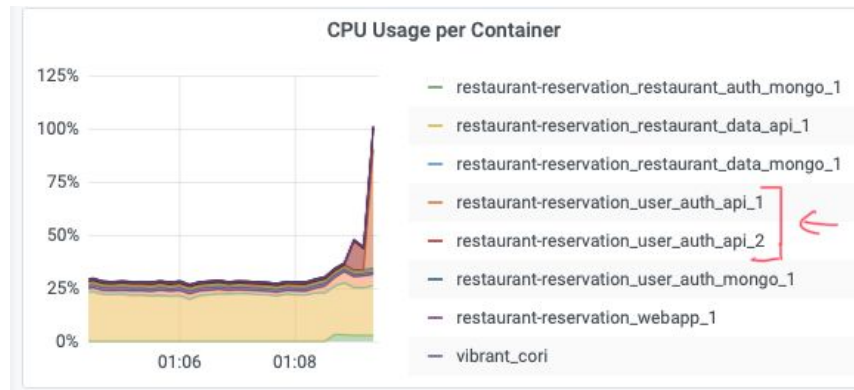 CPU Usage per Container
125%
100%
75%
50%
25%
0%
01:06
01:08
restaurant-reservation_restaurant_auth_mongo_1
restaurant-reservation_restaurant_data_api_1
restaurant-reservation_restaurant_data_mongo_1
restaurant-reservation_user_auth_api_1
restaurant-reservation_user_auth_api_2
restaurant-reservation_user_auth_mongo_1
restaurant-reservation_webapp_1
vibrant_cori